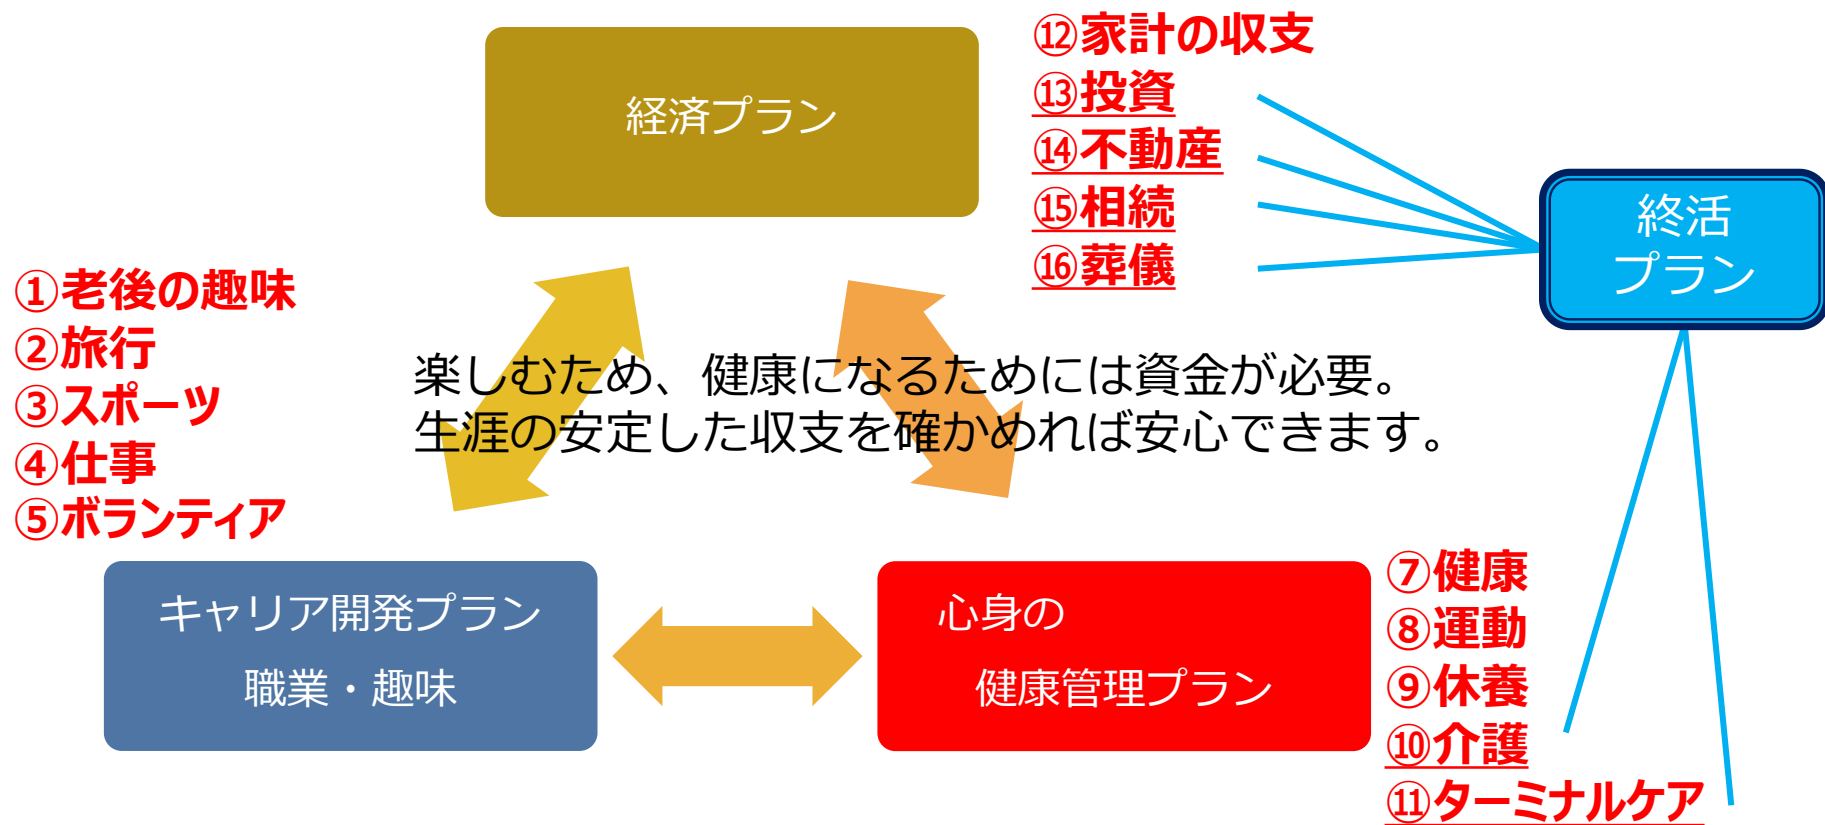 経済プラン
⑫家計の収支
⑬投資
⑭不動産
⑮相続
⑯葬儀
終活
プラン
①老後の趣味
②旅行
③スポーツ
④仕事
⑤ボランティア
楽しむため、健康になるためには資金が必要。
生涯の安定した収支を確かめれば安心できます。
キャリア開発プラン
職業・趣味
心身の
健康管理プラン
⑦健康
⑧運動
⑨休養
⑩介護
⑪ターミナルケア